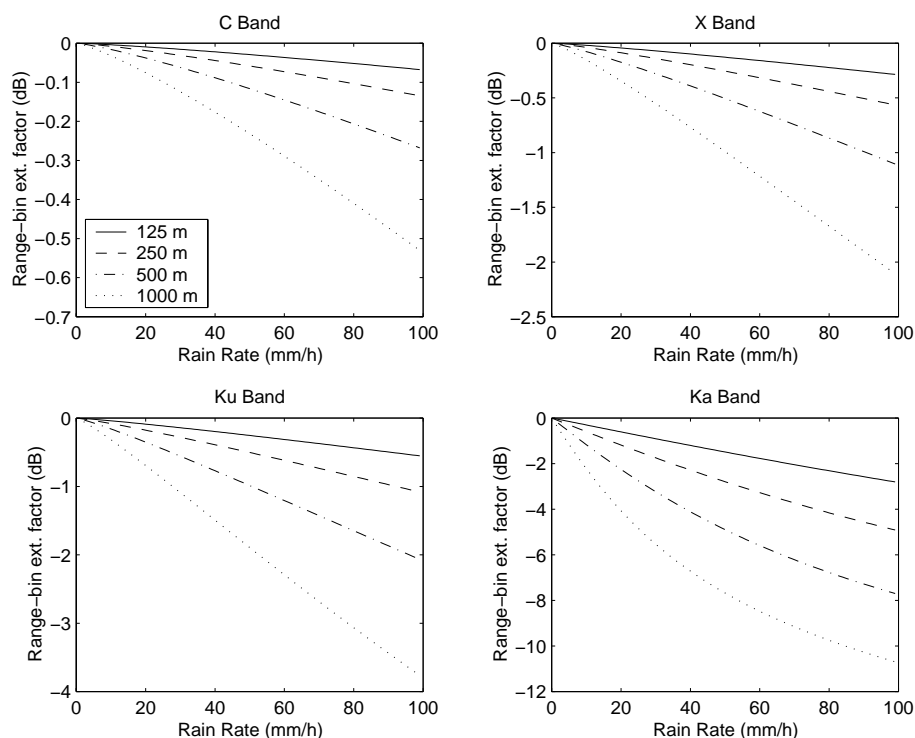 C Band
0
−0.1
−0.2
−0.3
−0.4
−0.5
−0.6
−0.7
Range−bin ext. factor (dB)
125 m
250 m
500 m
1000 m
0 20 40 60 80 100
Rain Rate (mm/h)
X Band
0
−0.5
−1
−1.5
−2
−2.5
Range−bin ext. factor (dB)
0 20 40 60 80 100
Rain Rate (mm/h)
Ku Band
0
−1
−2
−3
−4
Range−bin ext. factor (dB)
0 20 40 60 80 100
Rain Rate (mm/h)
Ka Band
0
−2
−4
−6
−8
−10
−12
Range−bin ext. factor (dB)
0 20 40 60 80 100
Rain Rate (mm/h)